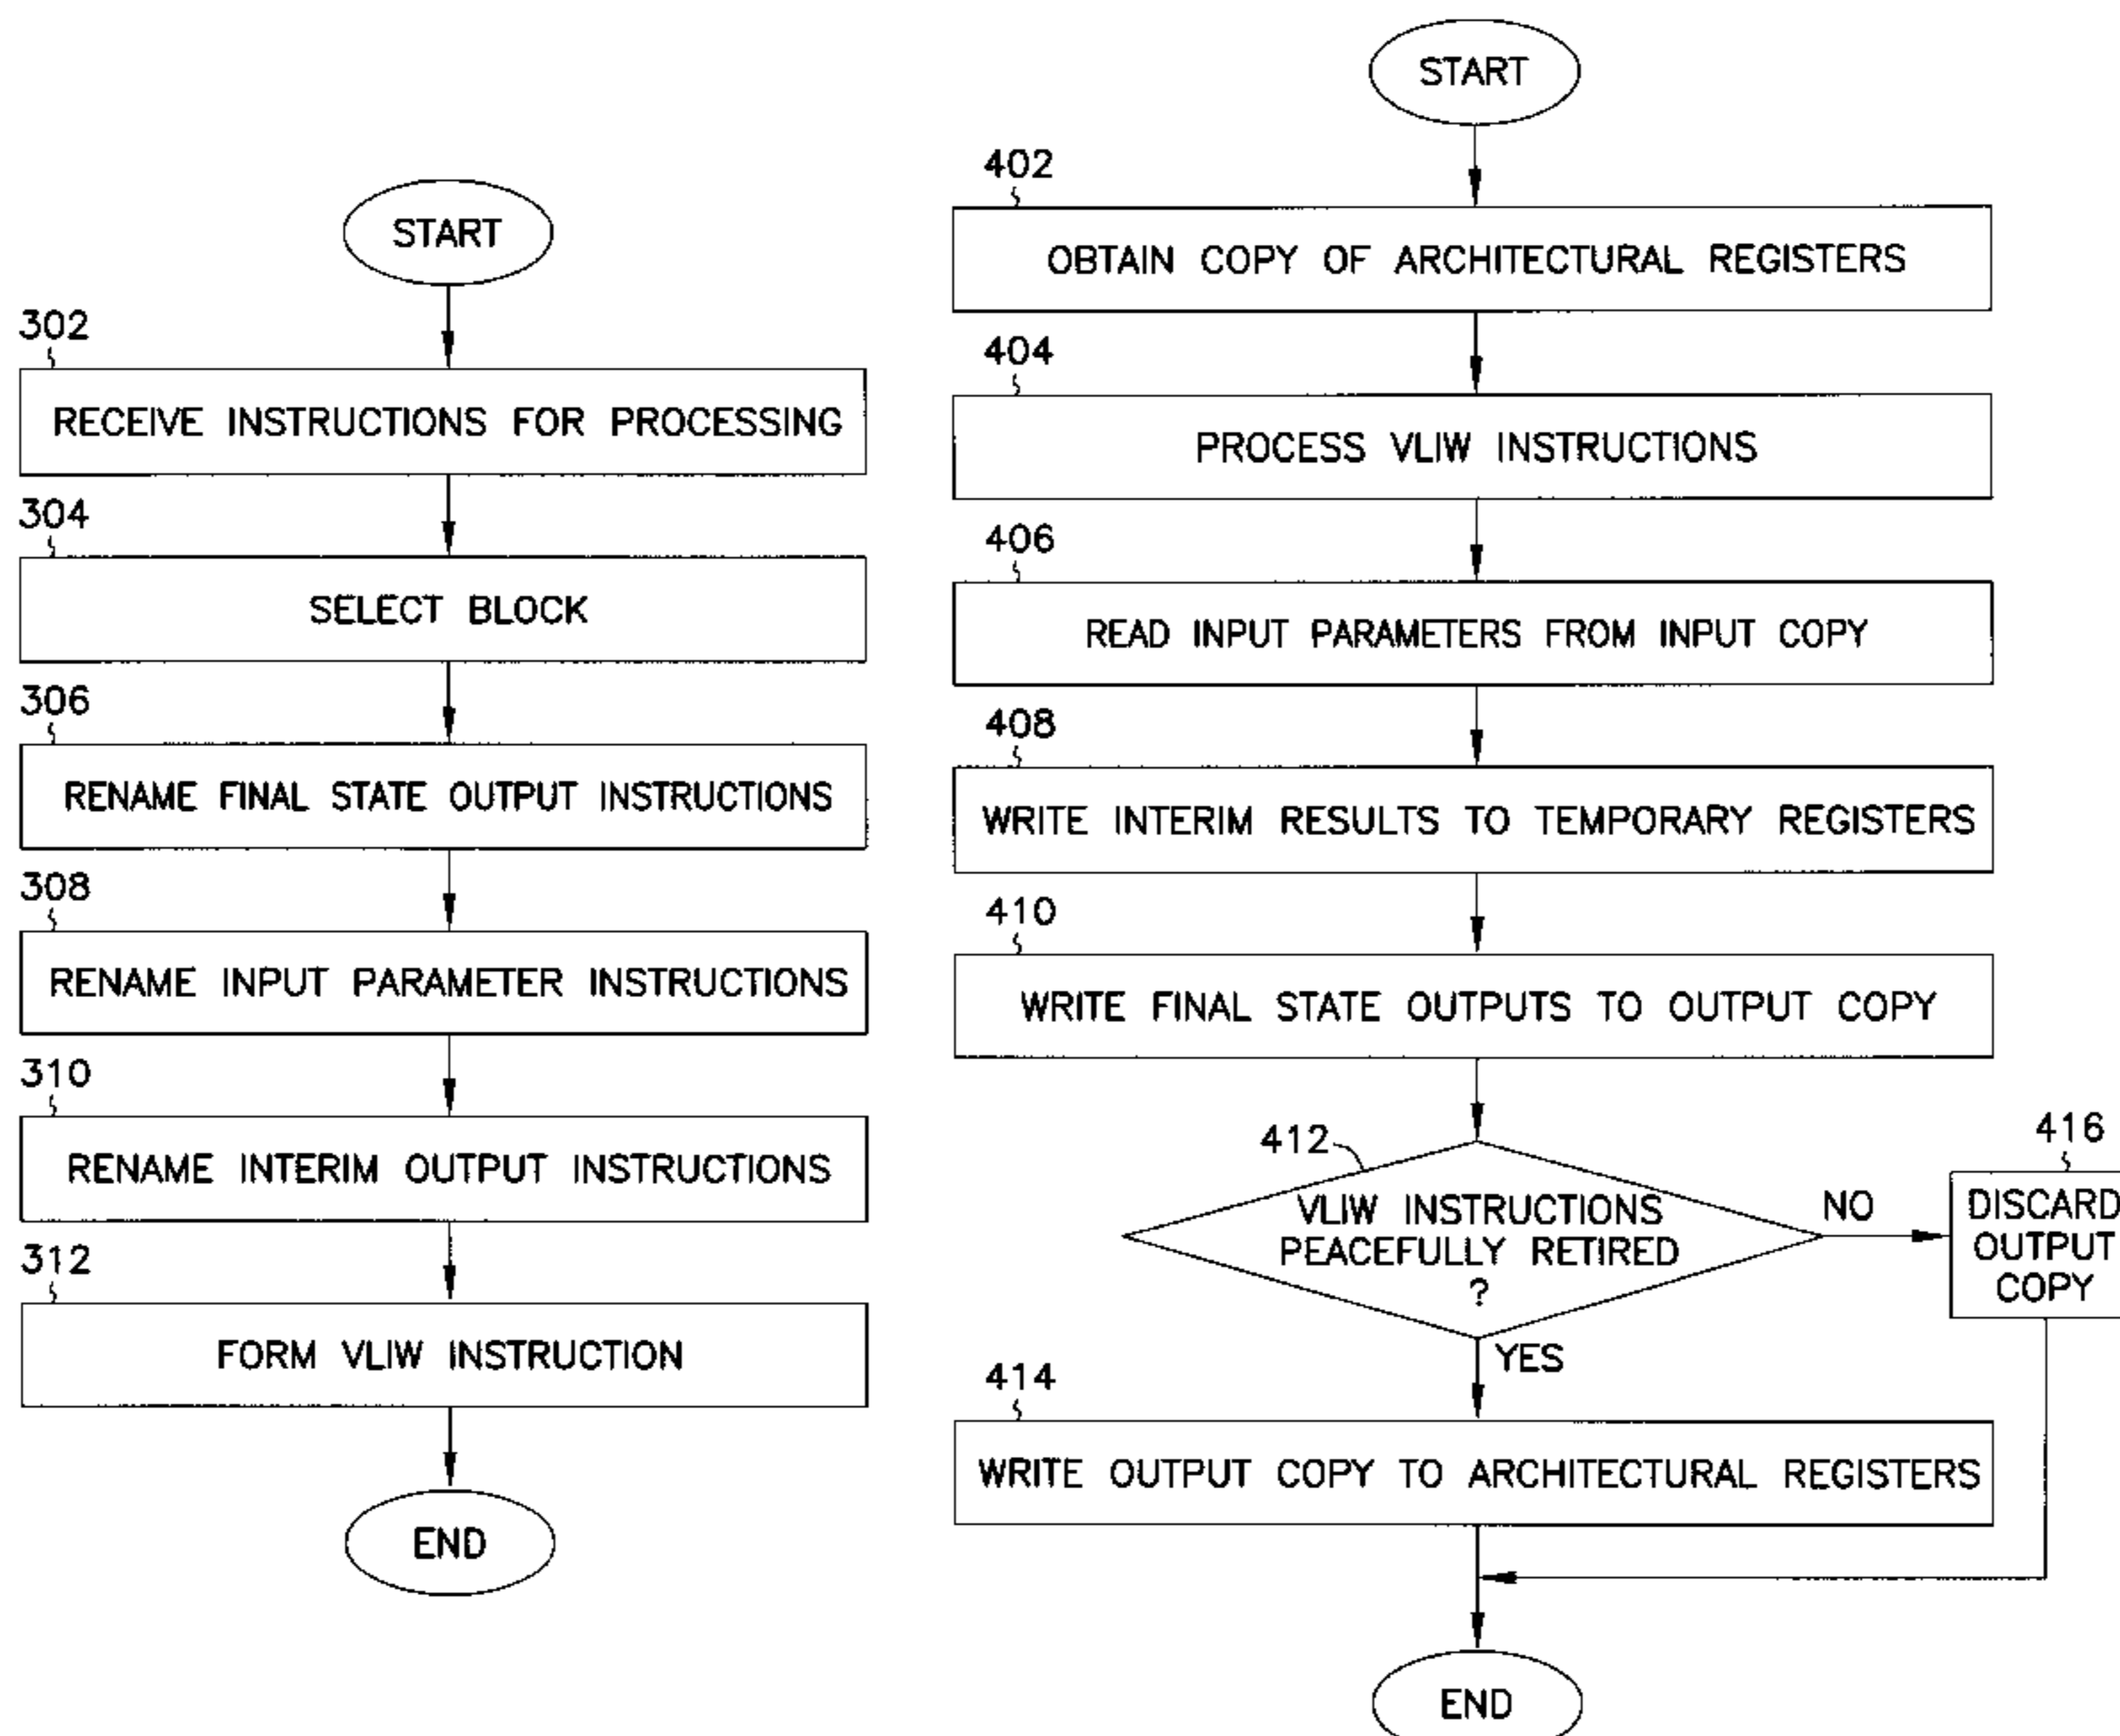 START
302
RECEIVE INSTRUCTIONS FOR PROCESSING
304
SELECT BLOCK
306
RENAME FINAL STATE OUTPUT INSTRUCTIONS
308
RENAME INPUT PARAMETER INSTRUCTIONS
310
RENAME INTERIM OUTPUT INSTRUCTIONS
312
FORM VLIW INSTRUCTION
END
START
402
OBTAIN COPY OF ARCHITECTURAL REGISTERS
404
PROCESS VLIW INSTRUCTIONS
406
READ INPUT PARAMETERS FROM INPUT COPY
408
WRITE INTERIM RESULTS TO TEMPORARY REGISTERS
410
WRITE FINAL STATE OUTPUTS TO OUTPUT COPY
412
VLIW INSTRUCTIONS
PEACEFULLY RETIRED
?
NO
416
DISCARD
OUTPUT
COPY
YES
414
WRITE OUTPUT COPY TO ARCHITECTURAL REGISTERS
END